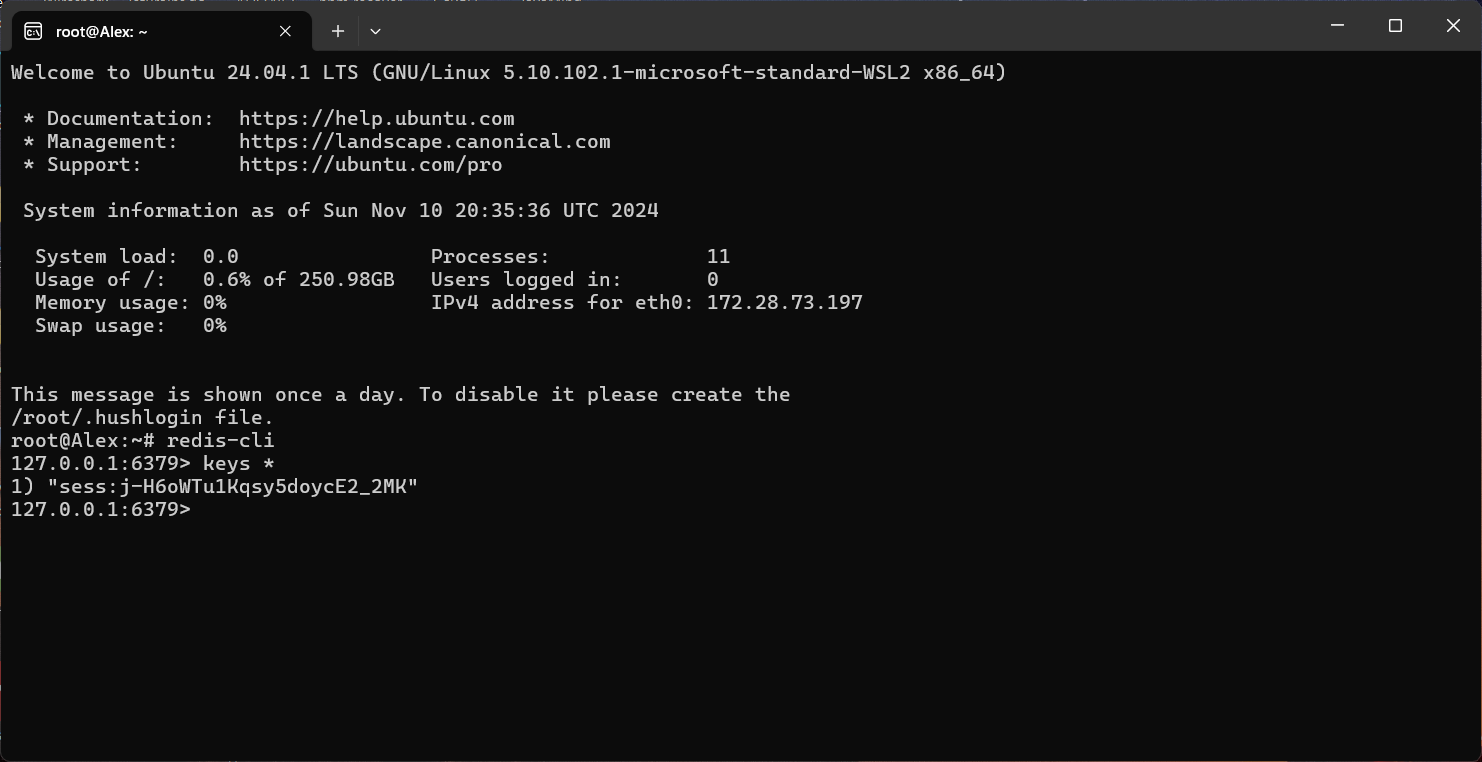 root@Alex: ~
Welcome to Ubuntu 24.04.1 LTS (GNU/Linux 5.10.102.1-microsoft-standard-WSL2 x86_64)
* Documentation:  https://help.ubuntu.com
* Management:     https://landscape.canonical.com
* Support:        https://ubuntu.com/pro
System information as of Sun Nov 10 20:35:36 UTC 2024
System load:  0.0                Processes:             11
Usage of /:   0.6% of 250.98GB   Users logged in:       0
Memory usage: 0%                 IPv4 address for eth0: 172.28.73.197
Swap usage:   0%
This message is shown once a day. To disable it please create the
/root/.hushlogin file.
root@Alex:~# redis-cli
127.0.0.1:6379> keys *
1) "sess:j-H6oWTu1Kqsy5doycE2_2MK"
127.0.0.1:6379>